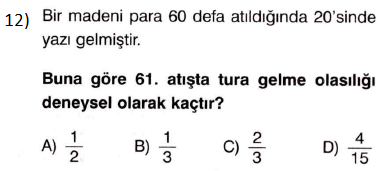 12) Bir madeni para 60 defa atıldığında 20'sinde
yazı gelmiştir.
Buna göre 61. atışta tura gelme olasılığı
deneysel olarak kaçtır?
A) 1/2 B) 1/3 C) 2/3 D) 4/15